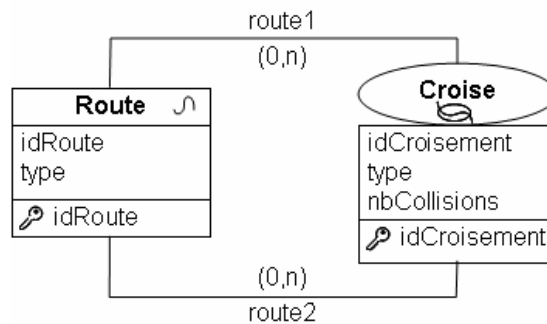 route1
(0,n)
Route
idRoute
type
idRoute
Croise
idCroisement
type
nbCollisions
idCroisement
(0,n)
route2